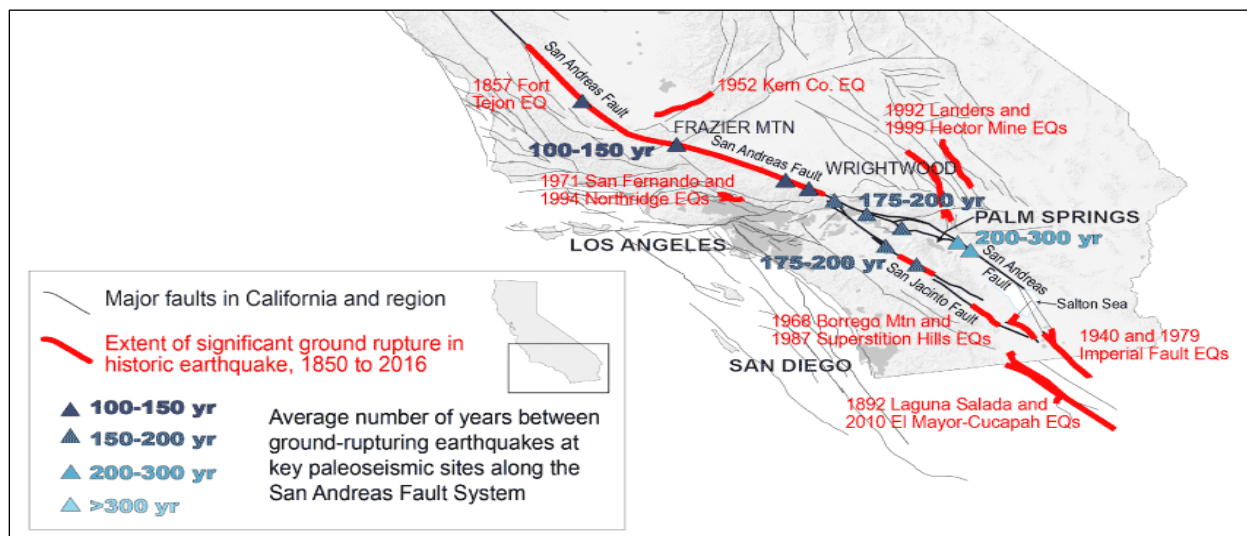 San Andreas Fault
1857 Fort
Tejon EQ
1952 Kern Co. EQ
1992 Landers and
1999 Hector Mine EQs
FRAZIER MTN
100-150 yr
San Andreas Fault
WRIGHTWOOD
1971 San Fernando and
1994 Northridge EQs
175-200 yr
PALM SPRINGS
LOS ANGELES
200-300 yr
175-200 yr
San Andreas
Fault
San Jacinto Fault
Salton Sea
1968 Borrego Mtn and
1987 Superstition Hills EQs
1940 and 1979
Imperial Fault EQs
SAN DIEGO
1892 Laguna Salada and
2010 El Mayor-Cucapah EQs
Major faults in California and region
Extent of significant ground rupture in
historic earthquake, 1850 to 2016
100-150 yr
150-200 yr
200-300 yr
>300 yr
Average number of years between
ground-rupturing earthquakes at
key paleoseismic sites along the
San Andreas Fault System